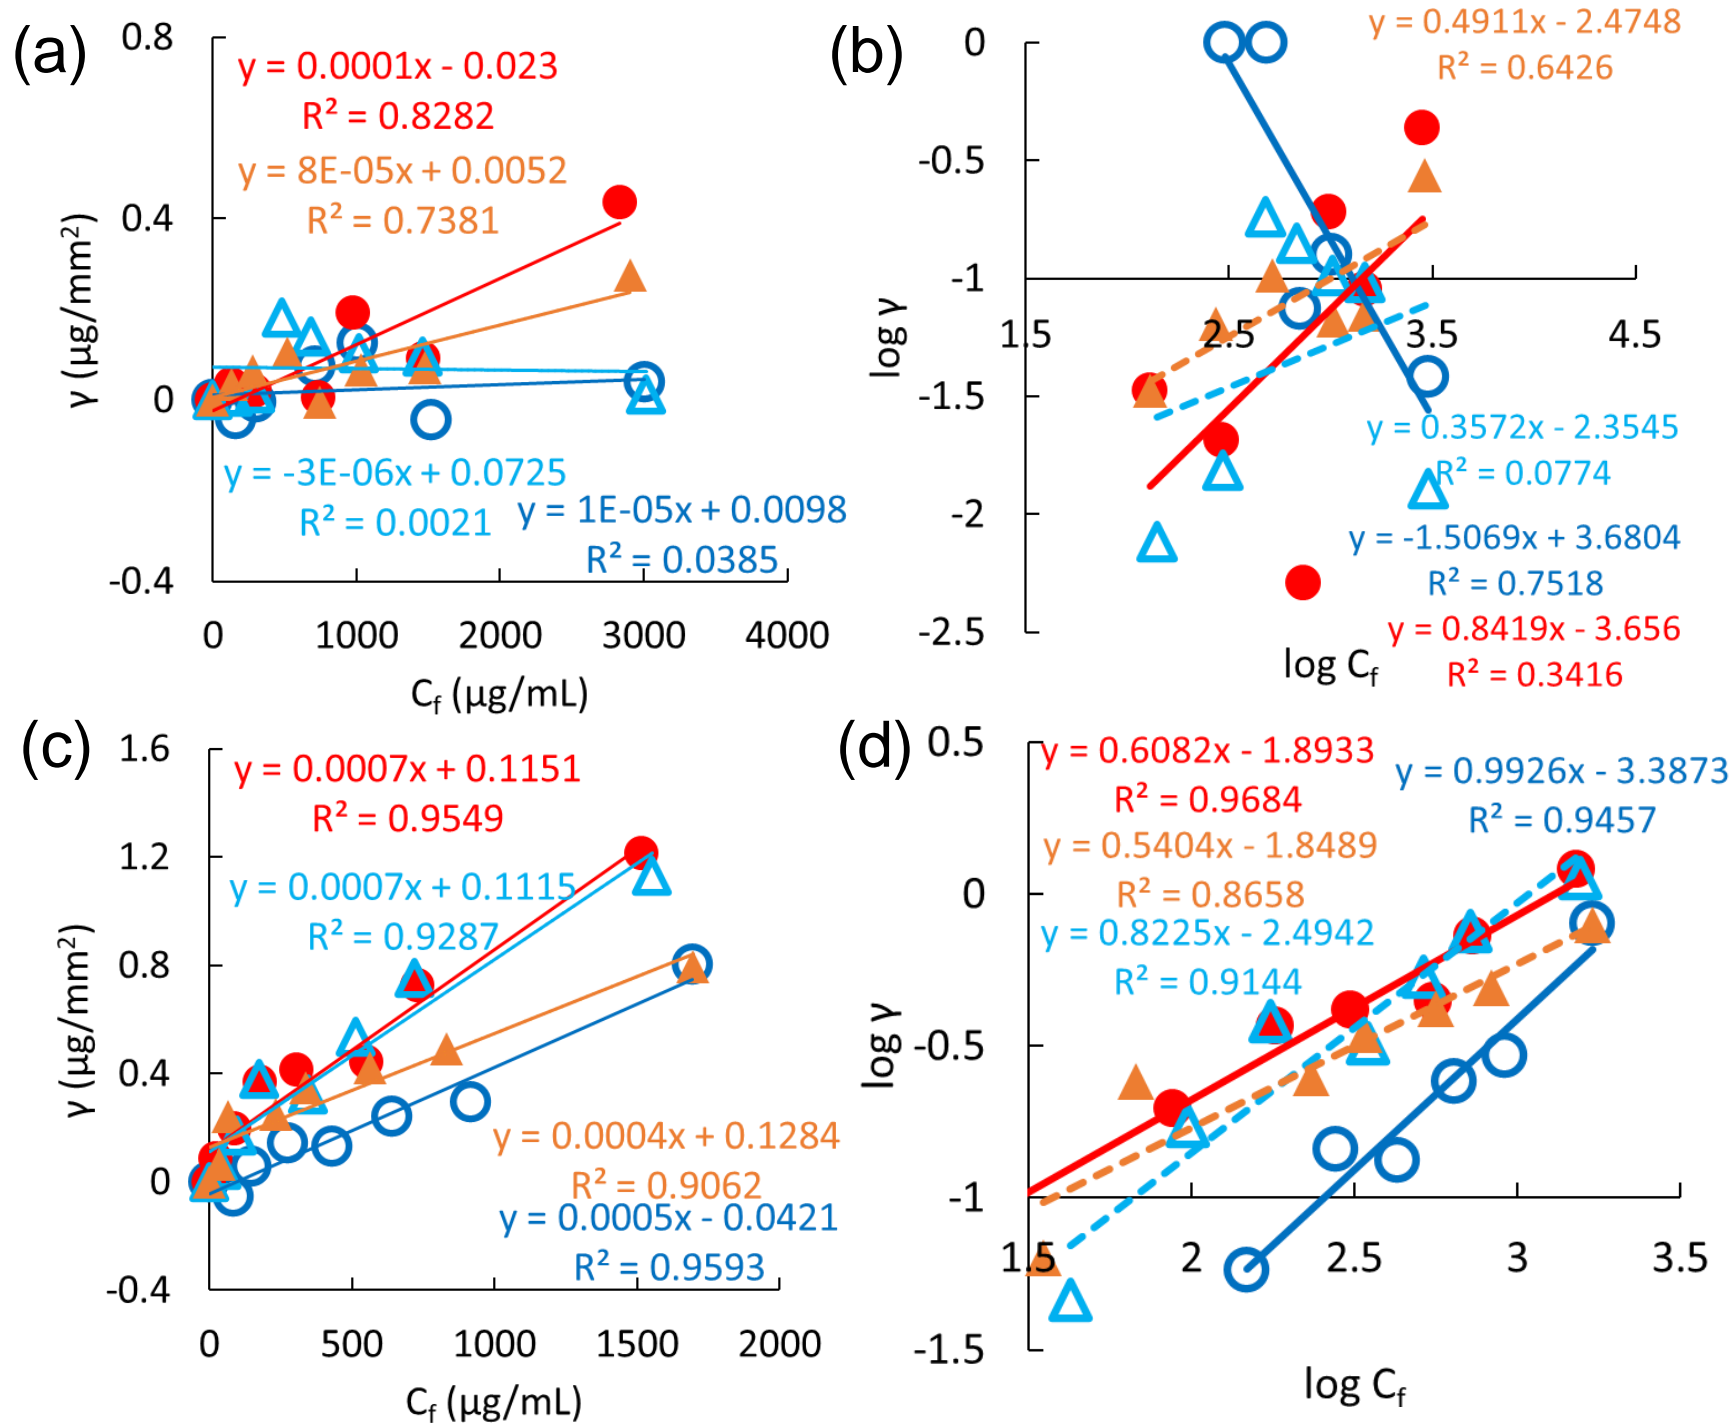 (a)
0.8
0.4
0
-0.4
γ (µg/mm²)
y = 0.0001x - 0.023
R² = 0.8282
y = 8E-05x + 0.0052
R² = 0.7381
y = -3E-06x + 0.0725
R² = 0.0021
y = 1E-05x + 0.0098
R² = 0.0385
0 1000 2000 3000 4000
Cf (µg/mL)
(b)
0
-0.5
-1
-1.5
-2
-2.5
log γ
y = 0.4911x - 2.4748
R² = 0.6426
1.5 2.5 3.5 4.5
y = 0.3572x - 2.3545
R² = 0.0774
y = -1.5069x + 3.6804
R² = 0.7518
y = 0.8419x - 3.656
R² = 0.3416
log Cf
(c)
1.6
1.2
0.8
0.4
0
-0.4
γ (µg/mm²)
y = 0.0007x + 0.1151
R² = 0.9549
y = 0.0007x + 0.1115
R² = 0.9287
y = 0.0004x + 0.1284
R² = 0.9062
y = 0.0005x - 0.0421
R² = 0.9593
0 500 1000 1500 2000
Cf (µg/mL)
(d)
0.5
0
-0.5
-1
-1.5
log γ
y = 0.6082x - 1.8933
R² = 0.9684
y = 0.9926x - 3.3873
R² = 0.9457
y = 0.5404x - 1.8489
R² = 0.8658
y = 0.8225x - 2.4942
R² = 0.9144
1.5 2 2.5 3 3.5
log Cf